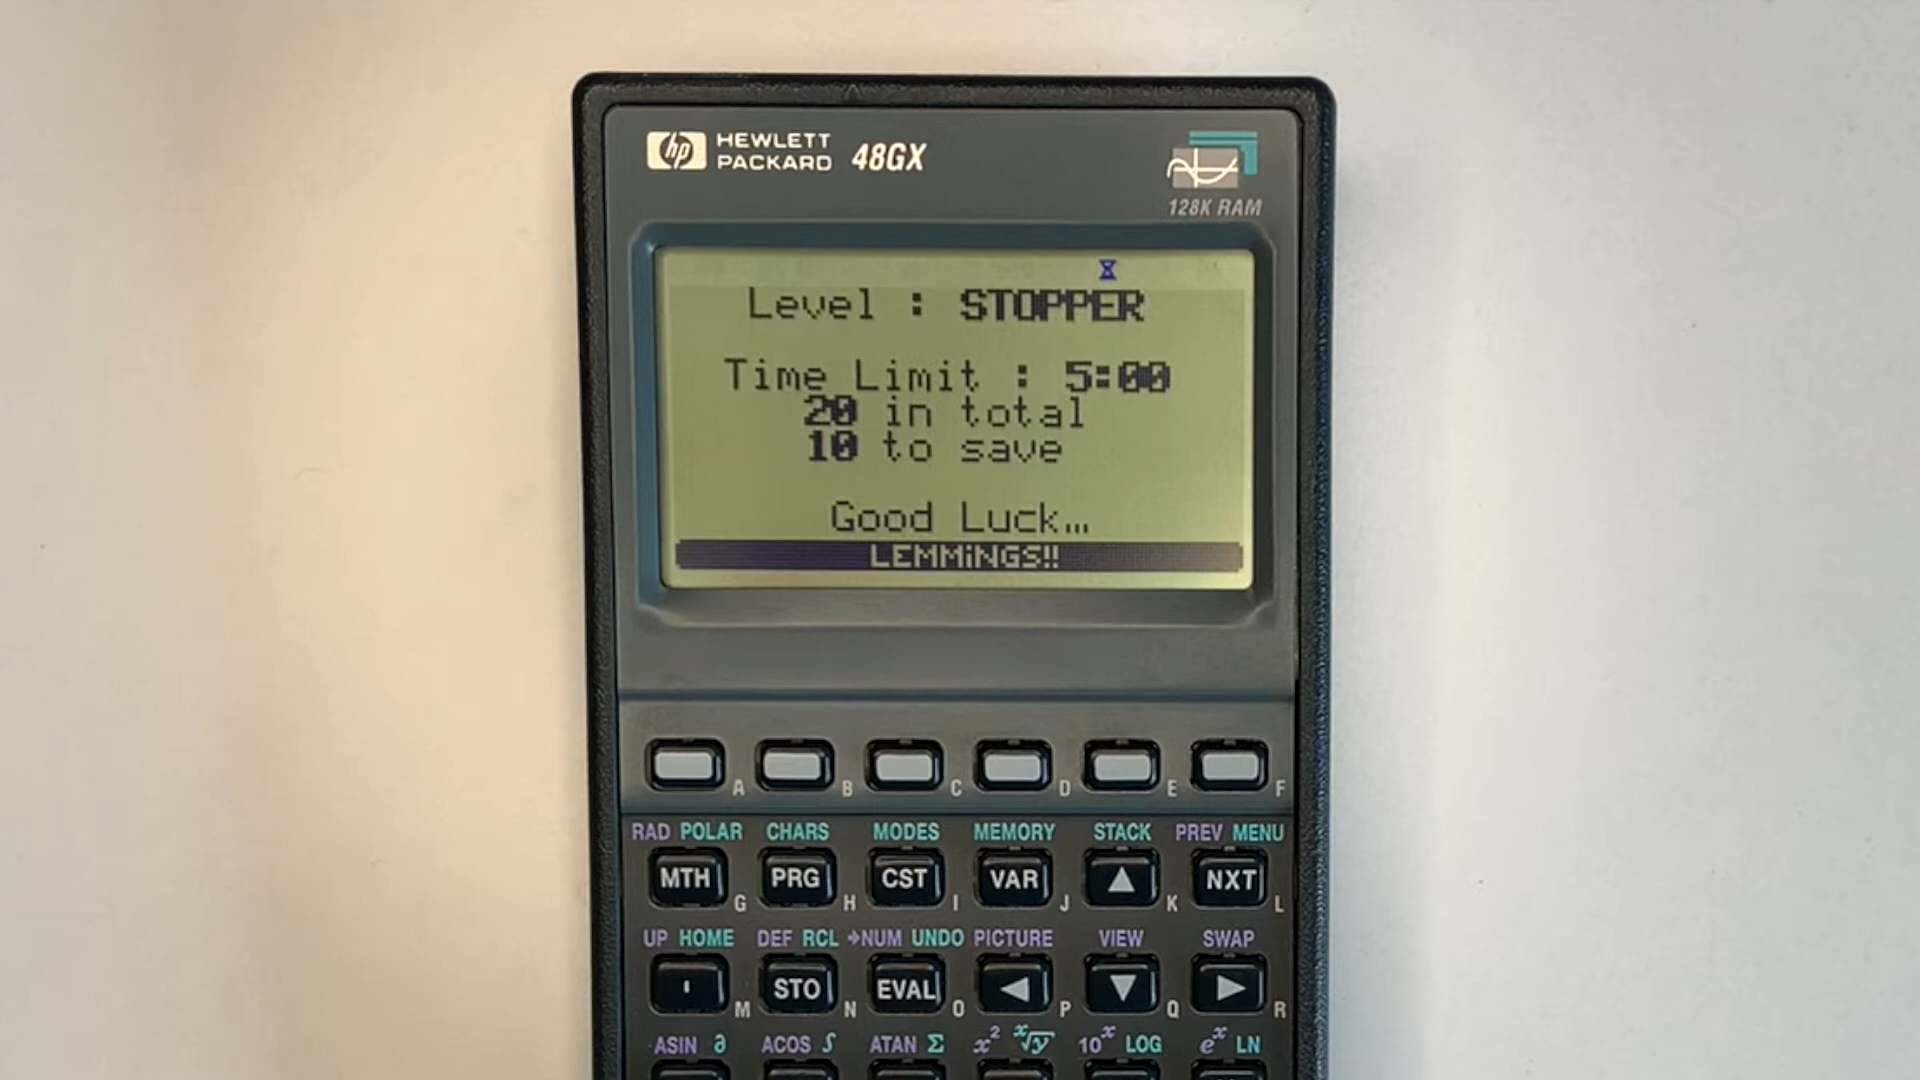 hp HEWLETT PACKARD 48GX
128K RAM
Level : STOPPER
Time Limit : 5:00
20 in total
10 to save
Good Luck...
LEMMiNGS!!
A B C D E F
RAD POLAR CHARS MODES MEMORY STACK PREV MENU
MTH PRG CST VAR ▲ NXT
G H I J K L
UP HOME DEF RCL →NUM UNDO PICTURE VIEW SWAP
' STO EVAL ◀ ▼ ▶
M N O P Q R
ASIN ∂ ACOS ∫ ATAN Σ x² ˣ√y 10ˣ LOG eˣ LN